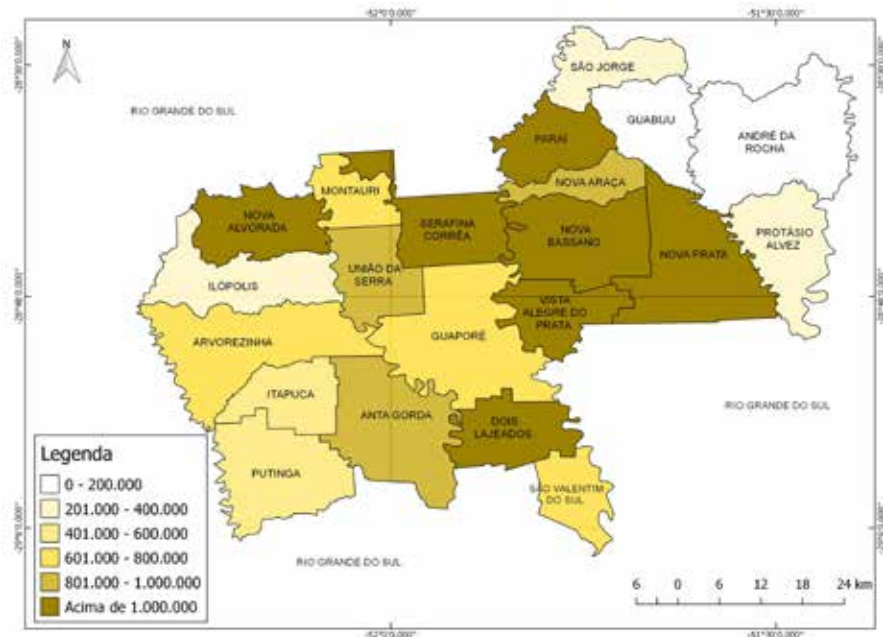 -52°0'0.000"
-51°30'0.000"
N
SÃO JORGE
RIO GRANDE DO SUL
GUABIJU
ANDRÉ DA
ROCHA
PARAÍ
NOVA ARAÇA
MONTAURI
NOVA
ALVORADA
SERAFINA
CORRÊA
NOVA
BASSANO
NOVA PRATA
PROTÁSIO
ALVEZ
UNIÃO DA
SERRA
ILÓPOLIS
VISTA
ALEGRE DO
PRATA
ARVOREZINHA
GUAPORÉ
ITAPUCA
ANTA GORDA
DOIS
LAJEADOS
RIO GRANDE DO SUL
PUTINGA
SÃO VALENTIM
DO SUL
RIO GRANDE DO SUL
Legenda
0 - 200.000
201.000 - 400.000
401.000 - 600.000
601.000 - 800.000
801.000 - 1.000.000
Acima de 1.000.000
6 0 6 12 18 24 km
-52°0'0.000"
-51°30'0.000"